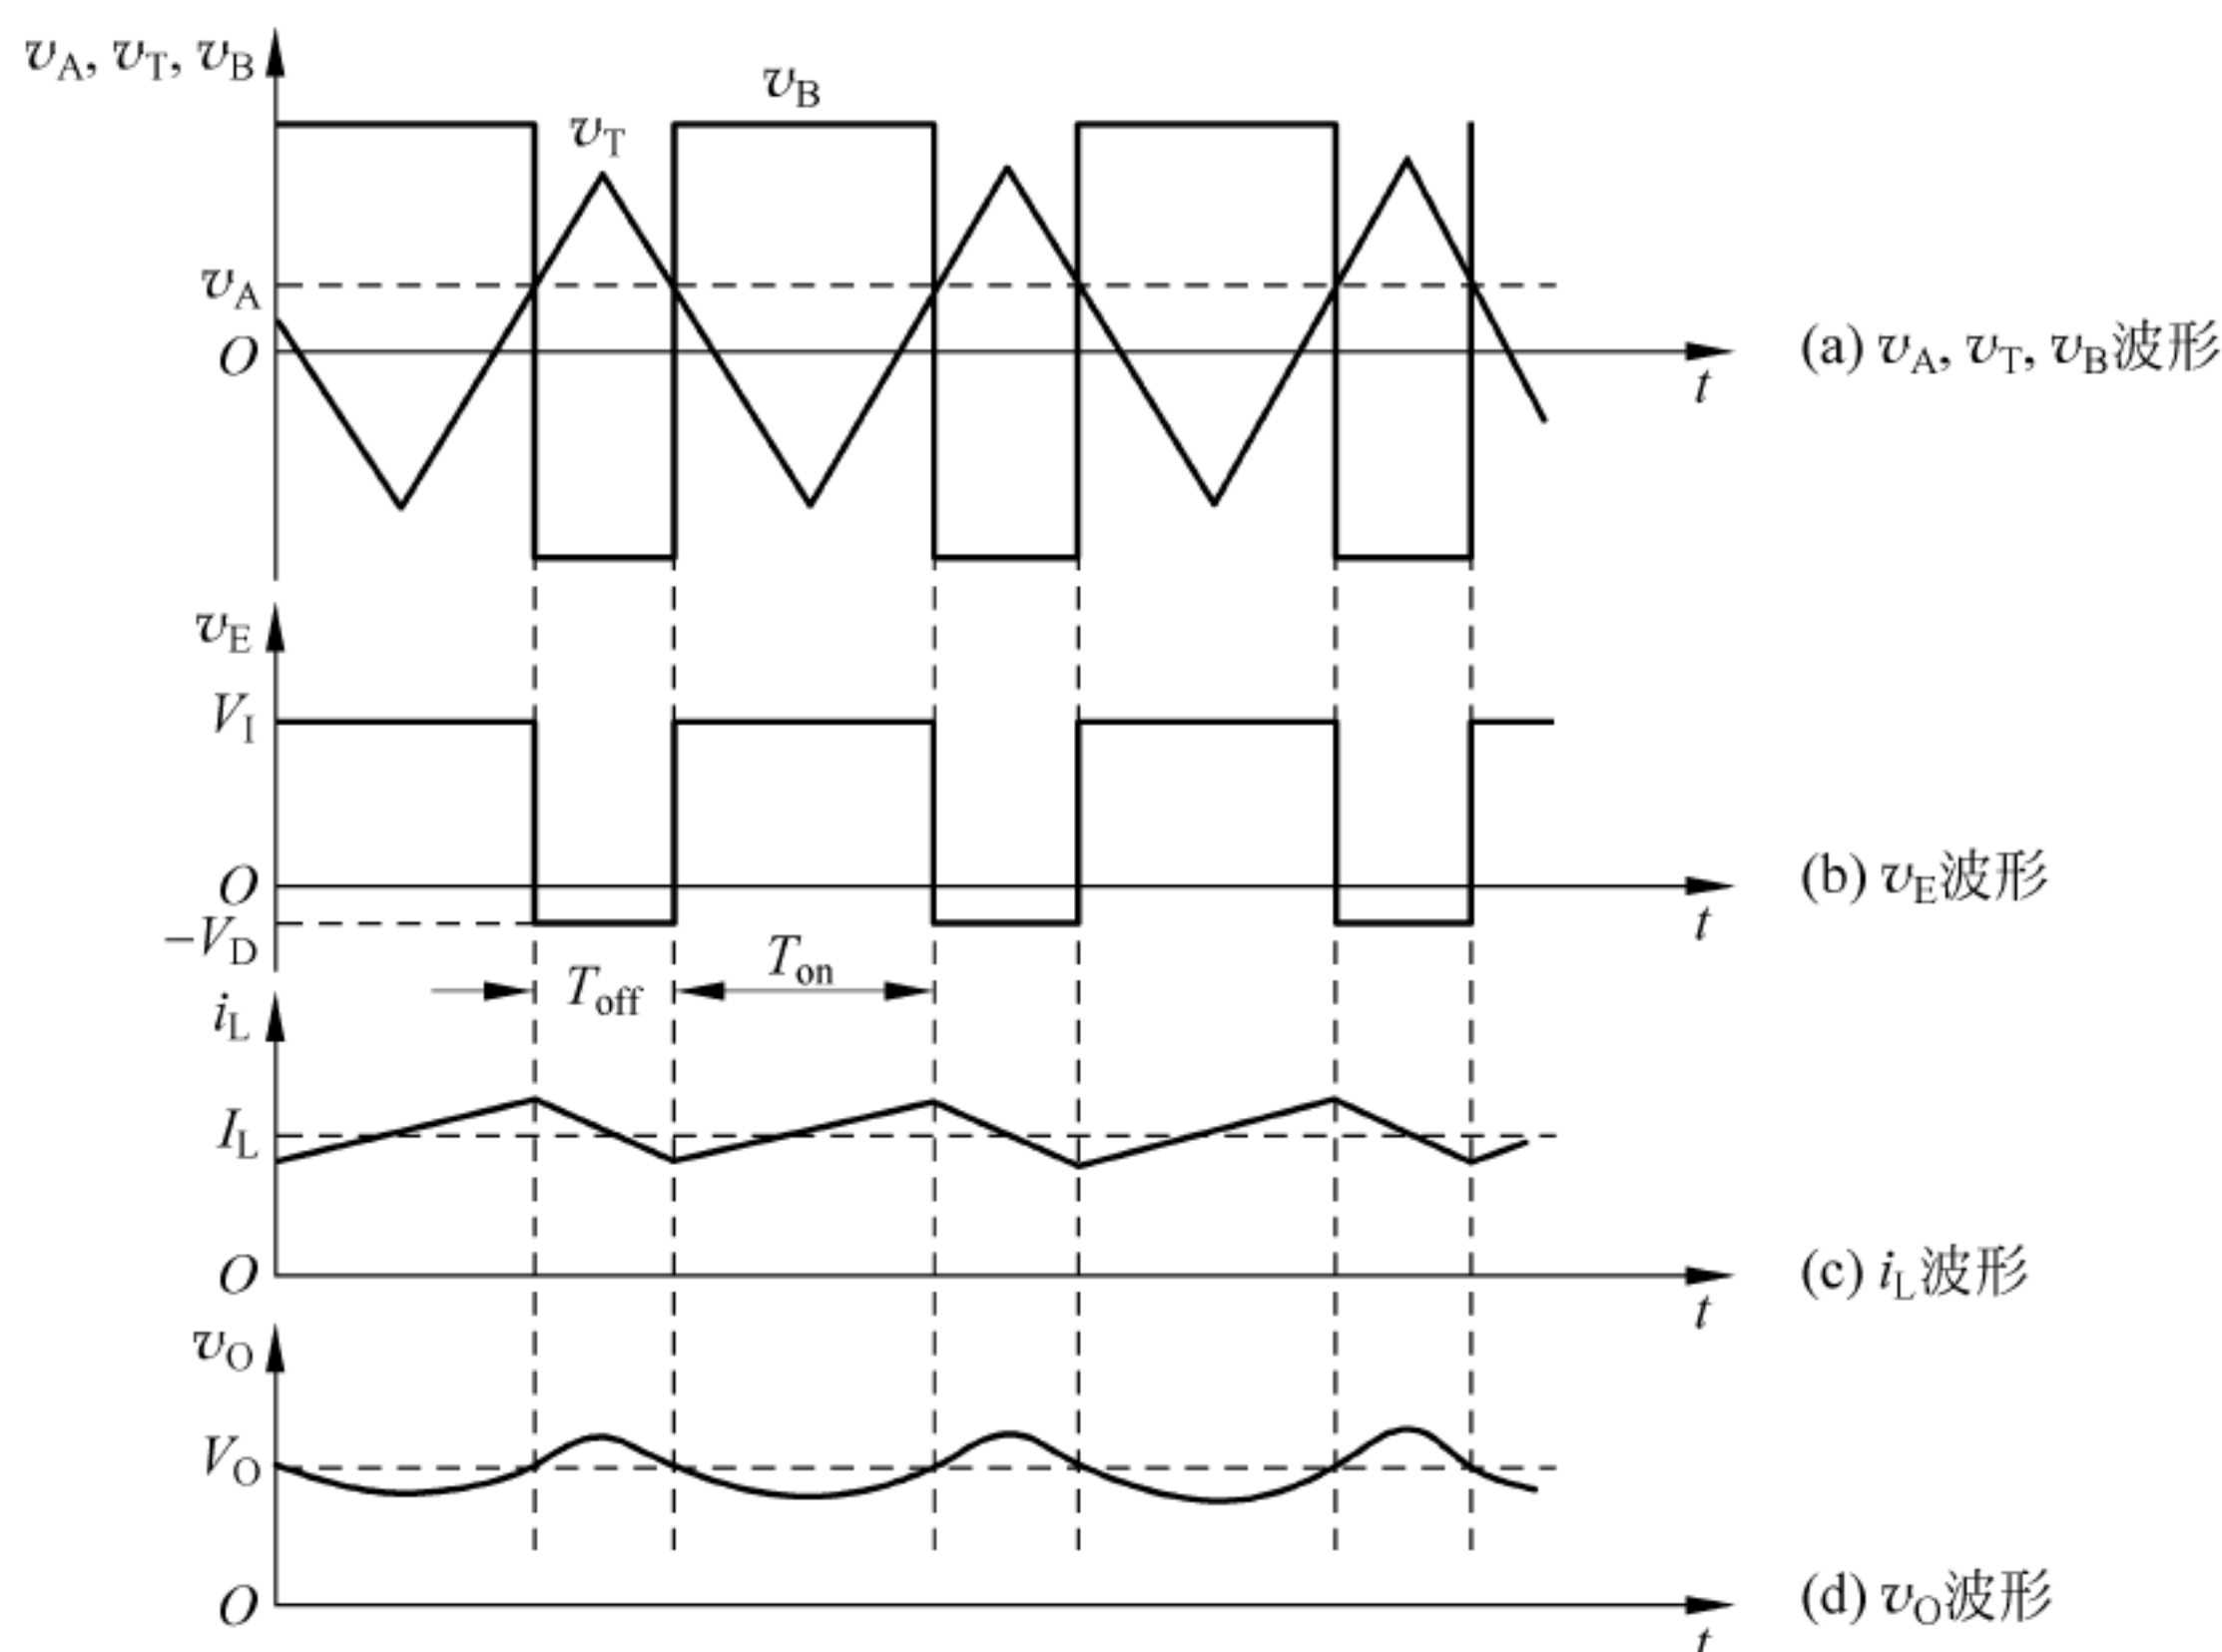 vA, vT, vB
vB
vT
vA
O
t
(a) vA, vT, vB波形
vE
VI
O
t
(b) vE波形
−VD
Toff
Ton
iL
IL
O
t
(c) iL波形
vO
VO
O
t
(d) vO波形